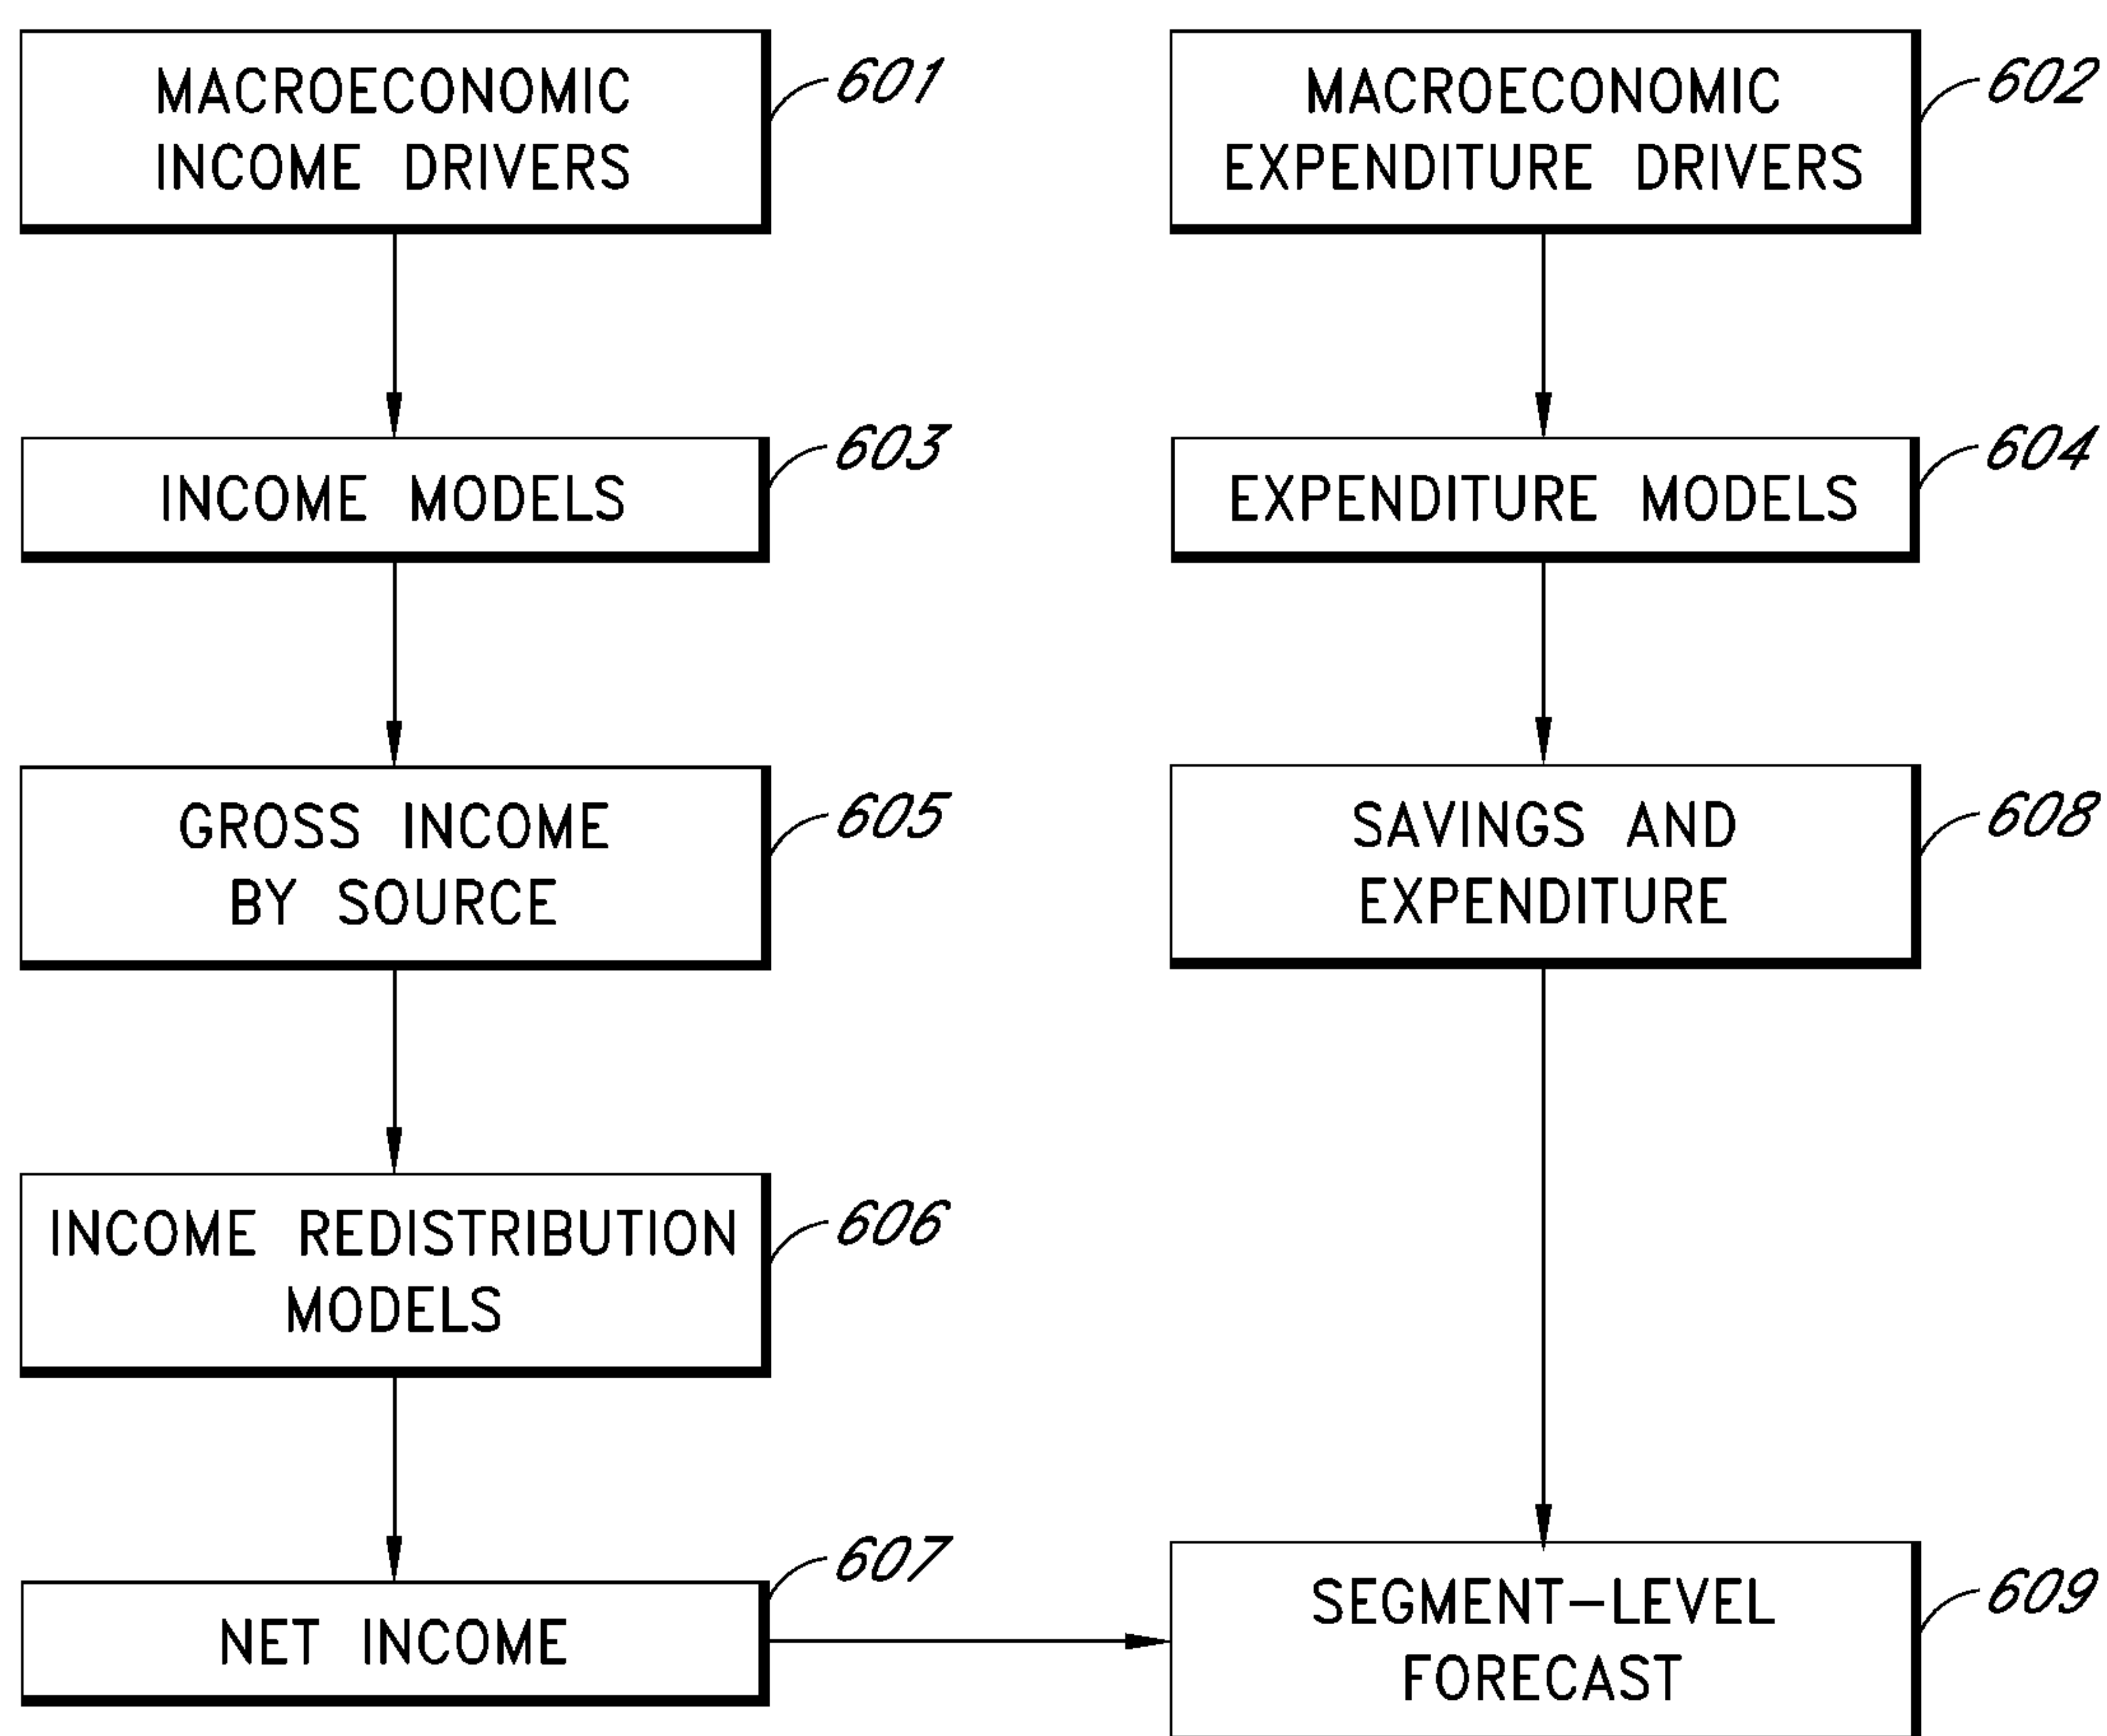 MACROECONOMIC
INCOME DRIVERS
601
MACROECONOMIC
EXPENDITURE DRIVERS
602
INCOME MODELS
603
EXPENDITURE MODELS
604
GROSS INCOME
BY SOURCE
605
SAVINGS AND
EXPENDITURE
608
INCOME REDISTRIBUTION
MODELS
606
NET INCOME
607
SEGMENT-LEVEL
FORECAST
609